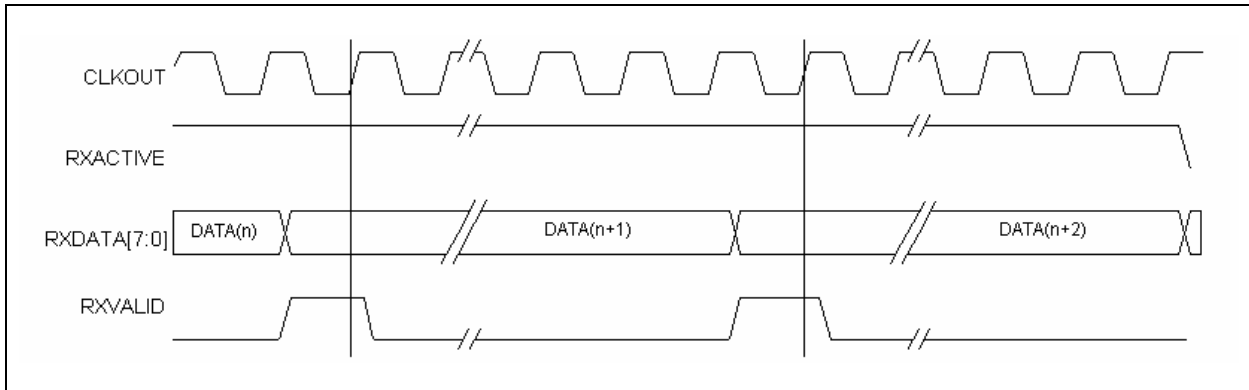 CLKOUT
RXACTIVE
RXDATA[7:0] DATA(n) DATA(n+1) DATA(n+2)
RXVALID